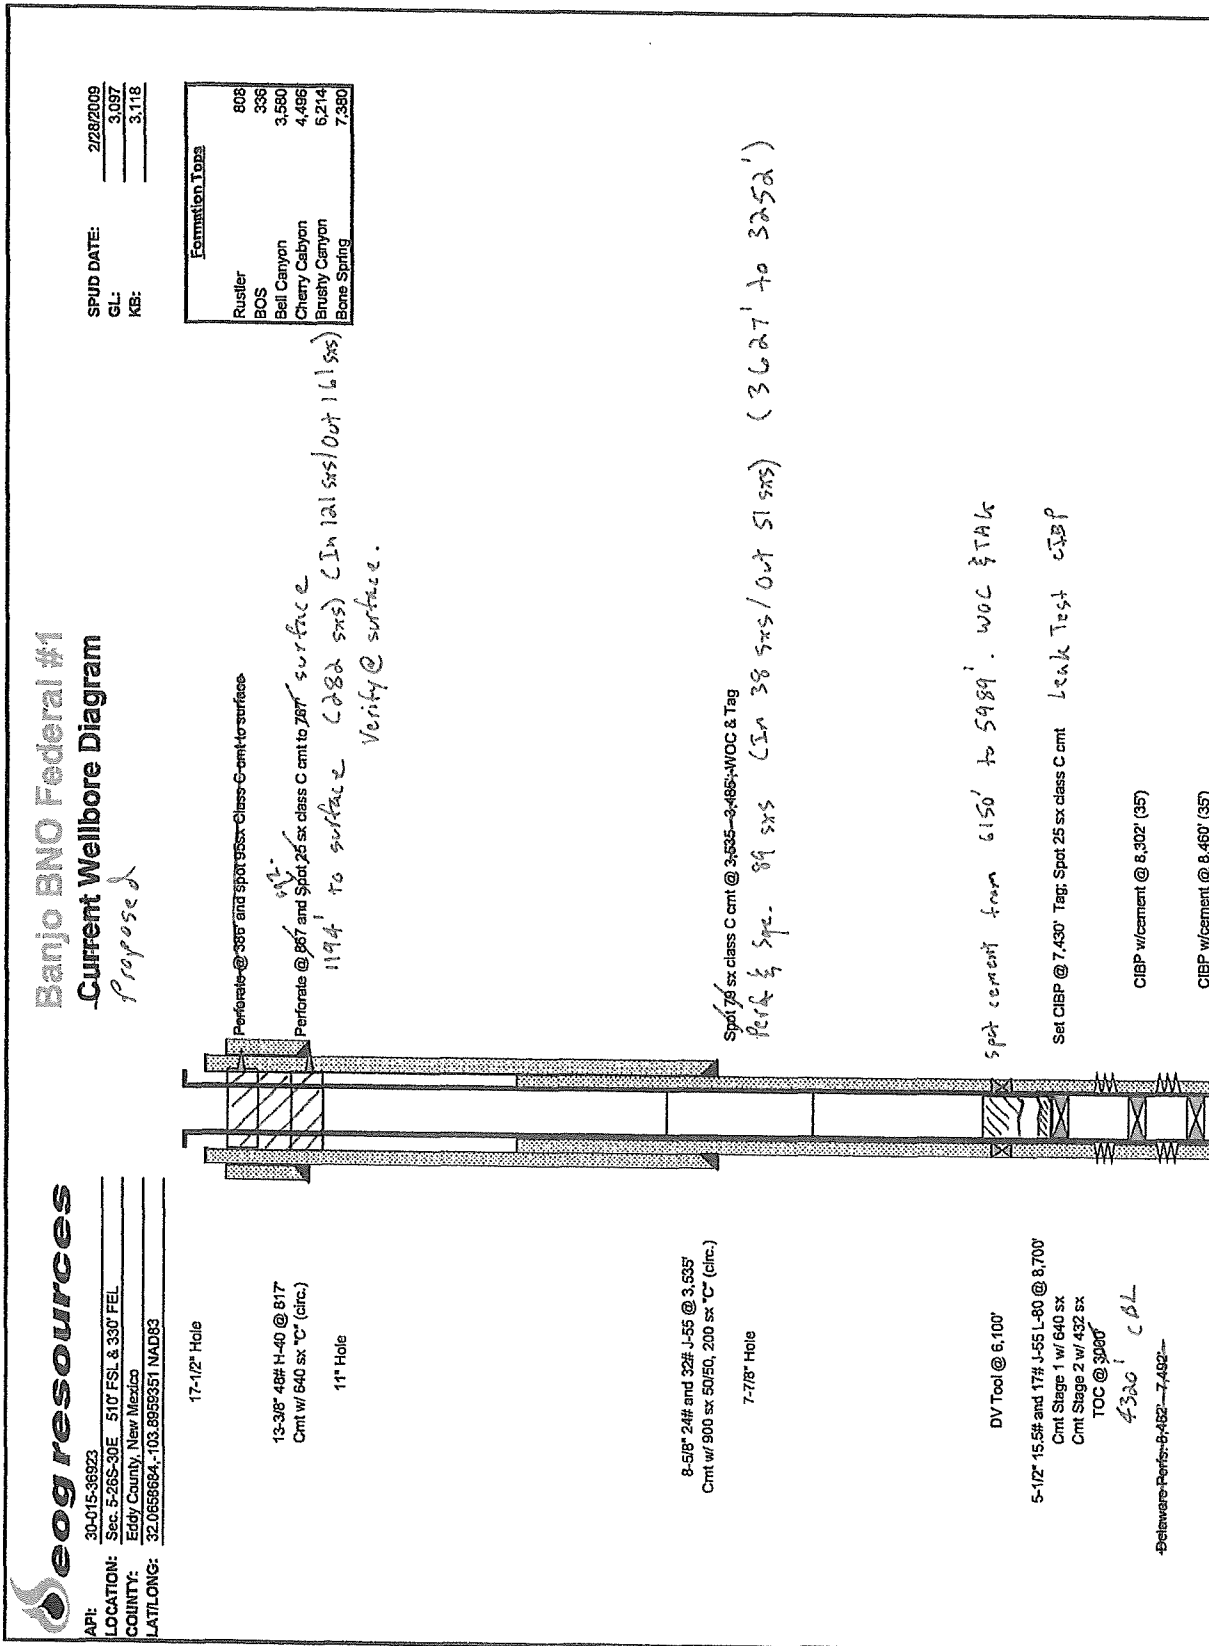 eog resources
API: 30-015-36923
LOCATION: Sec. 5-26S-30E 510' FSL & 330' FEL
COUNTY: Eddy County, New Mexico
LAT/LONG: 32.0658684,-103.8959351 NAD83
Banjo BNO Federal #1
Current Wellbore Diagram
Proposed
SPUD DATE: 2/28/2009
GL: 3,097
KB: 3,118
Formation Tops
Rustler 808
BOS 336
Bell Canyon 3,580
Cherry Cabyon 4,496
Brushy Canyon 6,214
Bone Spring 7,380
17-1/2" Hole
13-3/8" 48# H-40 @ 817'
Cmt w/ 640 sx "C" (circ.)
11" Hole
8-5/8" 24# and 32# J-55 @ 3,535'
Cmt w/ 900 sx 50/50, 200 sx "C" (circ.)
7-7/8" Hole
DV Tool @ 6,100'
5-1/2" 15.5# and 17# J-55 L-80 @ 8,700'
Cmt Stage 1 w/ 640 sx
Cmt Stage 2 w/ 432 sx
TOC @ 3000'
4320' CBL
Delaware Perfs: 8,462' - 7,492'
Perforate @ 386' and spot 95sx Class C cmt to surface
sqz.
Perforate @ 867 and Spot 25 sx class C cmt to 787' surface
1194' to surface (282 sxs) (In 121 sxs/Out 161 sxs)
Verify @ surface.
Spot 79 sx class C cmt @ 3,535 - 3,485'; WOC & Tag
Perf & Sqz. 89 sxs (In 38 sxs/Out 51 sxs) (3627' to 3252')
spot cement from 6150' to 5989'. WOC & TAG
Set CIBP @ 7,430' Tag; Spot 25 sx class C cmt Leak Test CIBP
CIBP w/cement @ 8,302' (35')
CIBP w/cement @ 8,460' (35')